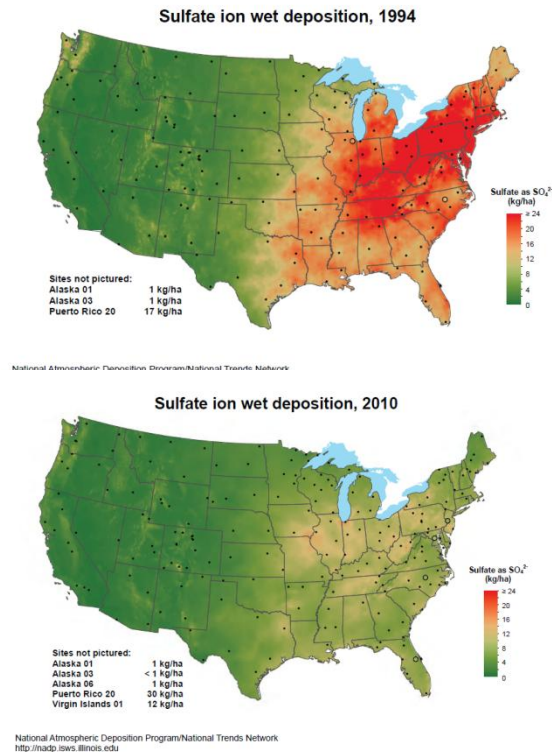 Sulfate ion wet deposition, 1994
Sulfate as SO₄²⁻
(kg/ha)
≥ 24
20
16
12
8
4
0
Sites not pictured:
Alaska 01 1 kg/ha
Alaska 03 1 kg/ha
Puerto Rico 20 17 kg/ha
National Atmospheric Deposition Program/National Trends Network
Sulfate ion wet deposition, 2010
Sulfate as SO₄²⁻
(kg/ha)
≥ 24
20
16
12
8
4
0
Sites not pictured:
Alaska 01 1 kg/ha
Alaska 03 < 1 kg/ha
Alaska 06 1 kg/ha
Puerto Rico 20 30 kg/ha
Virgin Islands 01 12 kg/ha
National Atmospheric Deposition Program/National Trends Network
http://nadp.isws.illinois.edu